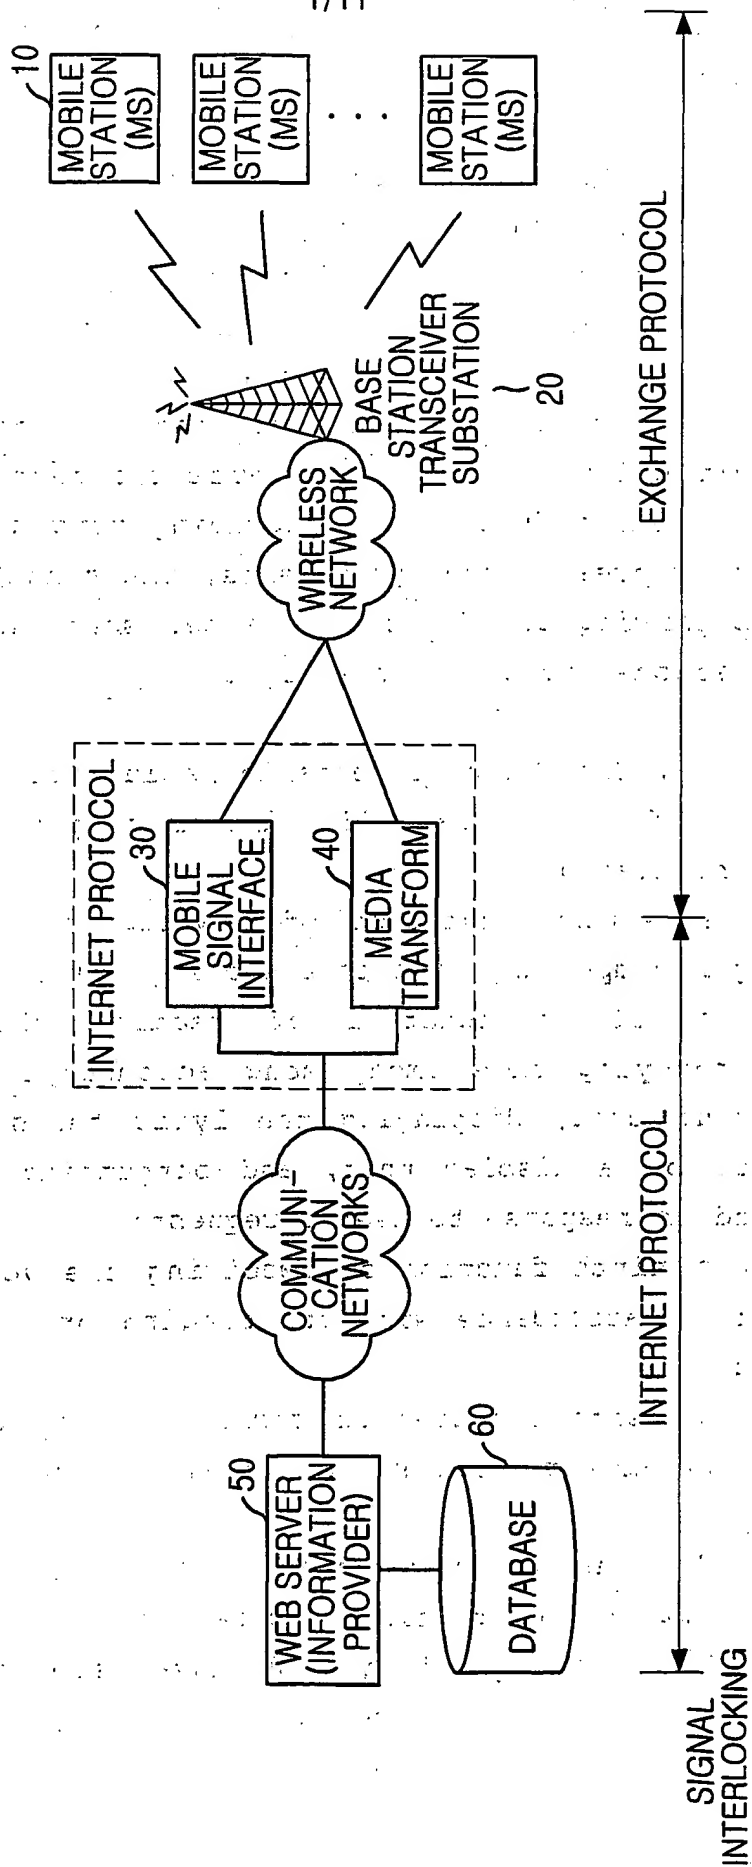 10
MOBILE
STATION
(MS)
MOBILE
STATION
(MS)
. . .
MOBILE
STATION
(MS)
BASE
STATION
TRANSCEIVER
SUBSTATION
20
WIRELESS
NETWORK
INTERNET PROTOCOL
30
MOBILE
SIGNAL
INTERFACE
40
MEDIA
TRANSFORM
COMMUNI-
CATION
NETWORKS
50
WEB SERVER
(INFORMATION
PROVIDER)
60
DATABASE
SIGNAL
INTERLOCKING
INTERNET PROTOCOL
EXCHANGE PROTOCOL